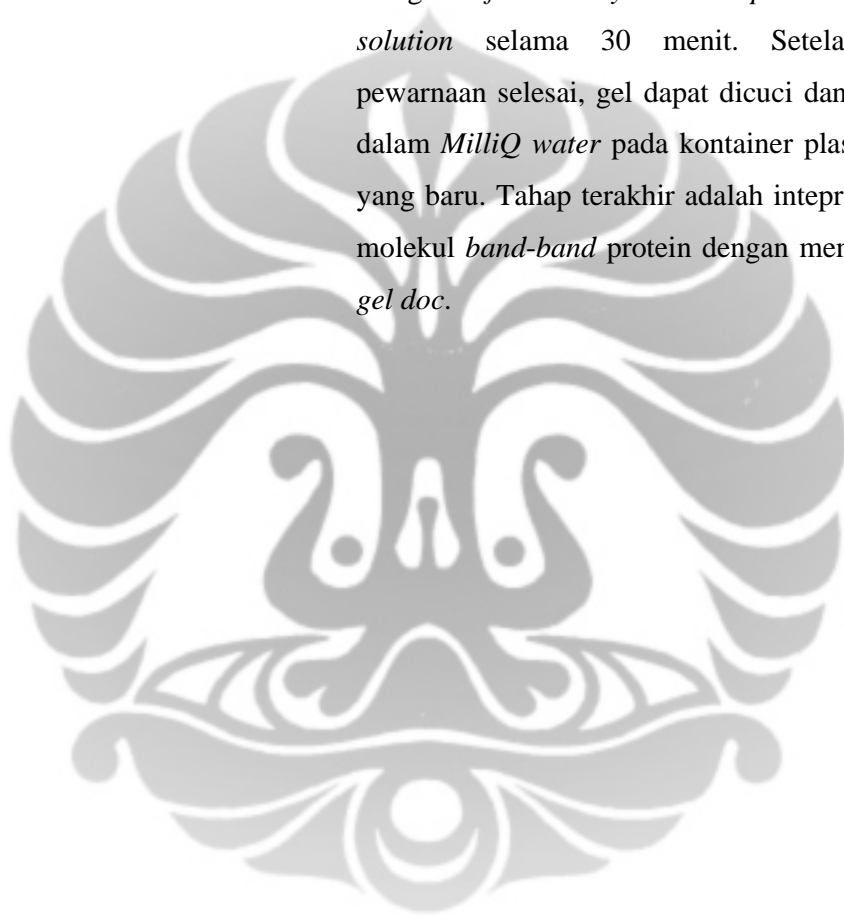 solution selama 30 menit. Setela
pewarnaan selesai, gel dapat dicuci dan
dalam MilliQ water pada kontainer plas
yang baru. Tahap terakhir adalah intepr
molekul band-band protein dengan men
gel doc.